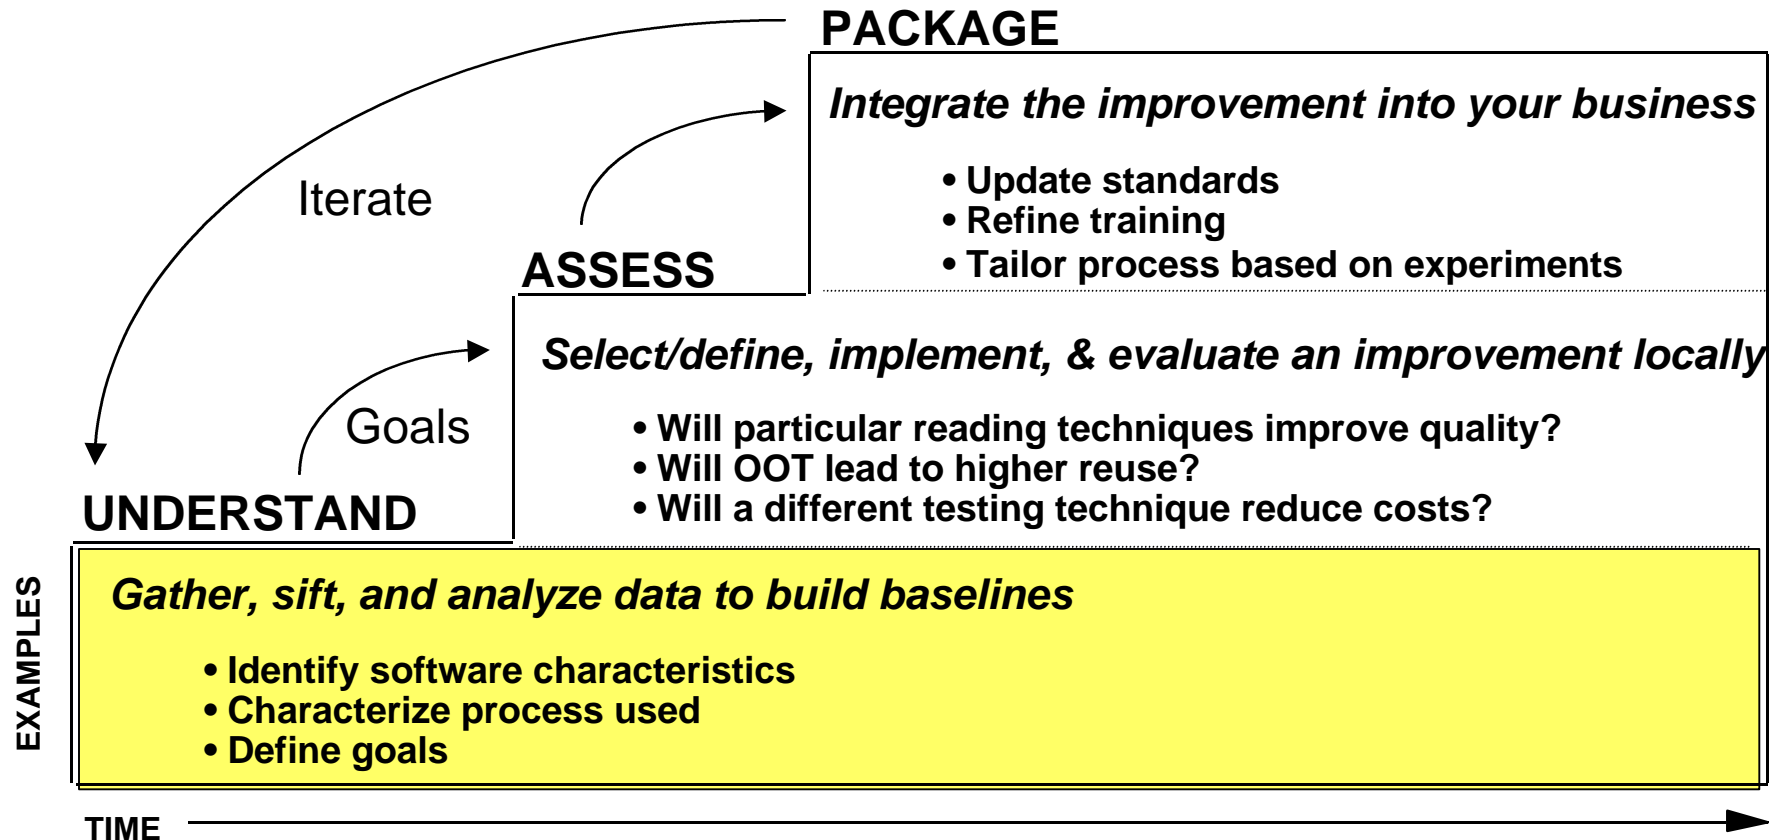 PACKAGE
Integrate the improvement into your business
• Update standards
• Refine training
• Tailor process based on experiments
Iterate
ASSESS
Select/define, implement, & evaluate an improvement locally
• Will particular reading techniques improve quality?
• Will OOT lead to higher reuse?
• Will a different testing technique reduce costs?
Goals
UNDERSTAND
Gather, sift, and analyze data to build baselines
• Identify software characteristics
• Characterize process used
• Define goals
EXAMPLES
TIME